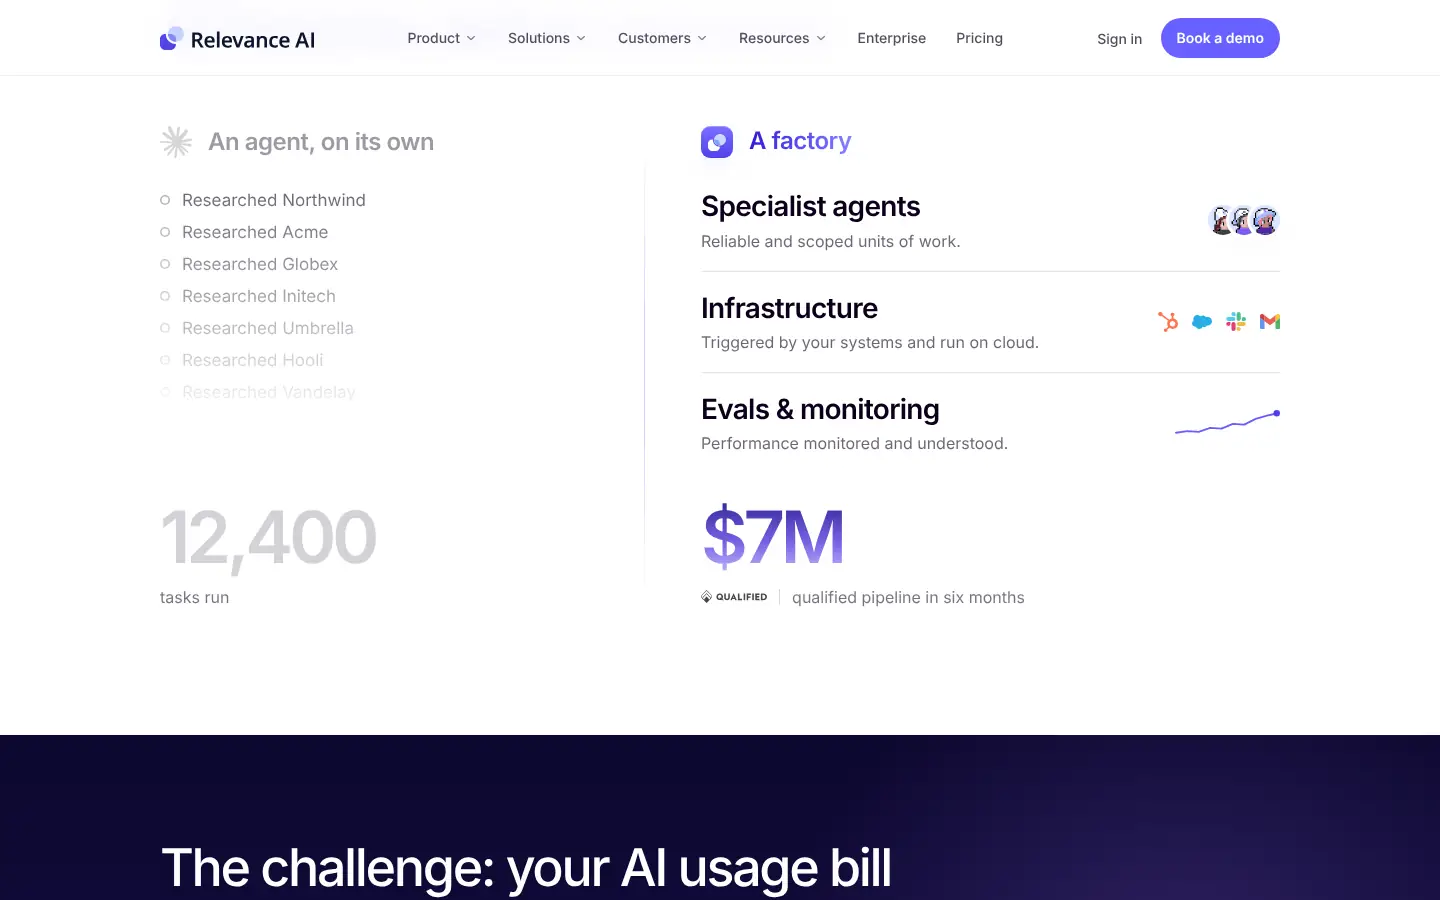 Relevance AI
Product
Solutions
Customers
Resources
Enterprise
Pricing
Sign in
Book a demo
An agent, on its own
Researched Northwind
Researched Acme
Researched Globex
Researched Initech
Researched Umbrella
Researched Hooli
Researched Vandelay
12,400
tasks run
A factory
Specialist agents
Reliable and scoped units of work.
Infrastructure
Triggered by your systems and run on cloud.
Evals & monitoring
Performance monitored and understood.
$7M
QUALIFIED
qualified pipeline in six months
The challenge: your AI usage bill